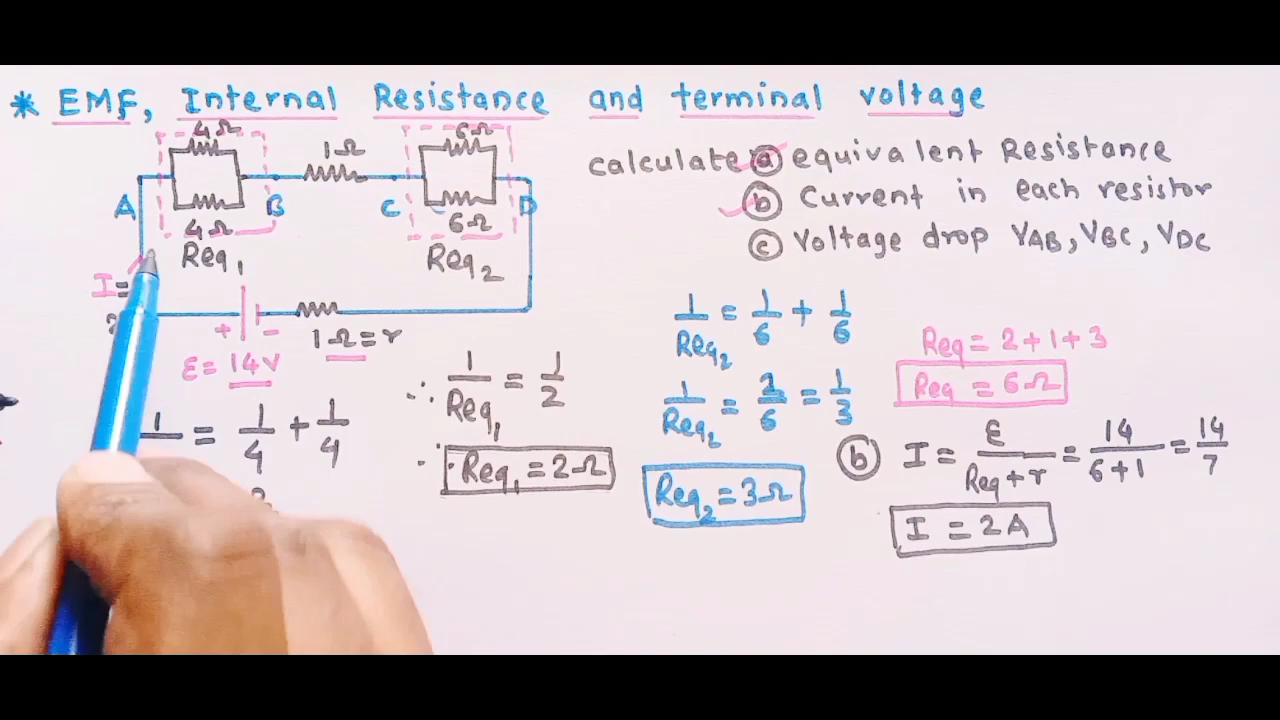 * EMF, Internal Resistance and terminal voltage
4Ω
4Ω
Req₁
A
B
1Ω
C
6Ω
6Ω
D
Req₂
I =
+ -
ε = 14V
1Ω = r
calculate (a) equivalent Resistance
(b) Current in each resistor
(c) Voltage drop VAB, VBC, VDC
1 = 1/4 + 1/4
∴ 1/Req₁ = 1/2
∴ Req₁ = 2Ω
1/Req₂ = 1/6 + 1/6
1/Req₂ = 2/6 = 1/3
Req₂ = 3Ω
Req = 2+1+3
Req = 6Ω
(b) I = ε/(Req+r) = 14/(6+1) = 14/7
I = 2A